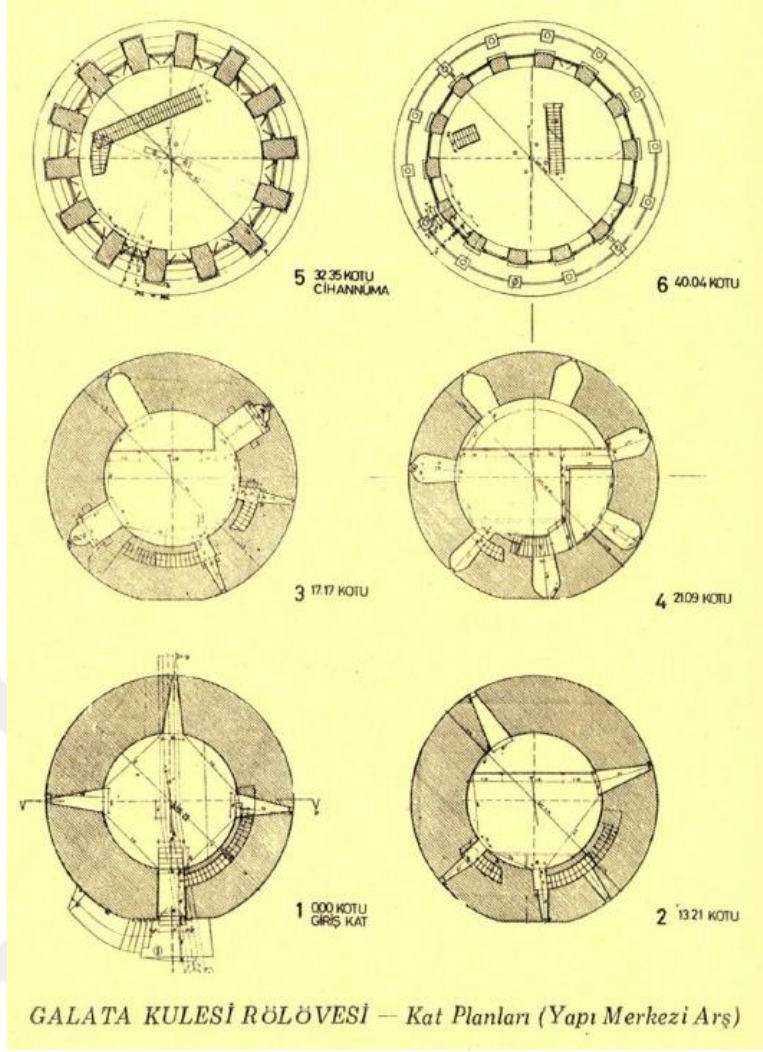 5 32.35 KOTU
CİHANNÜMA
6 40.04 KOTU
3 17.17 KOTU
4 21.09 KOTU
1 0.00 KOTU
GİRİŞ KAT
2 13.21 KOTU
GALATA KULESİ RÖLÖVESİ — Kat Planları (Yapı Merkezi Arş)